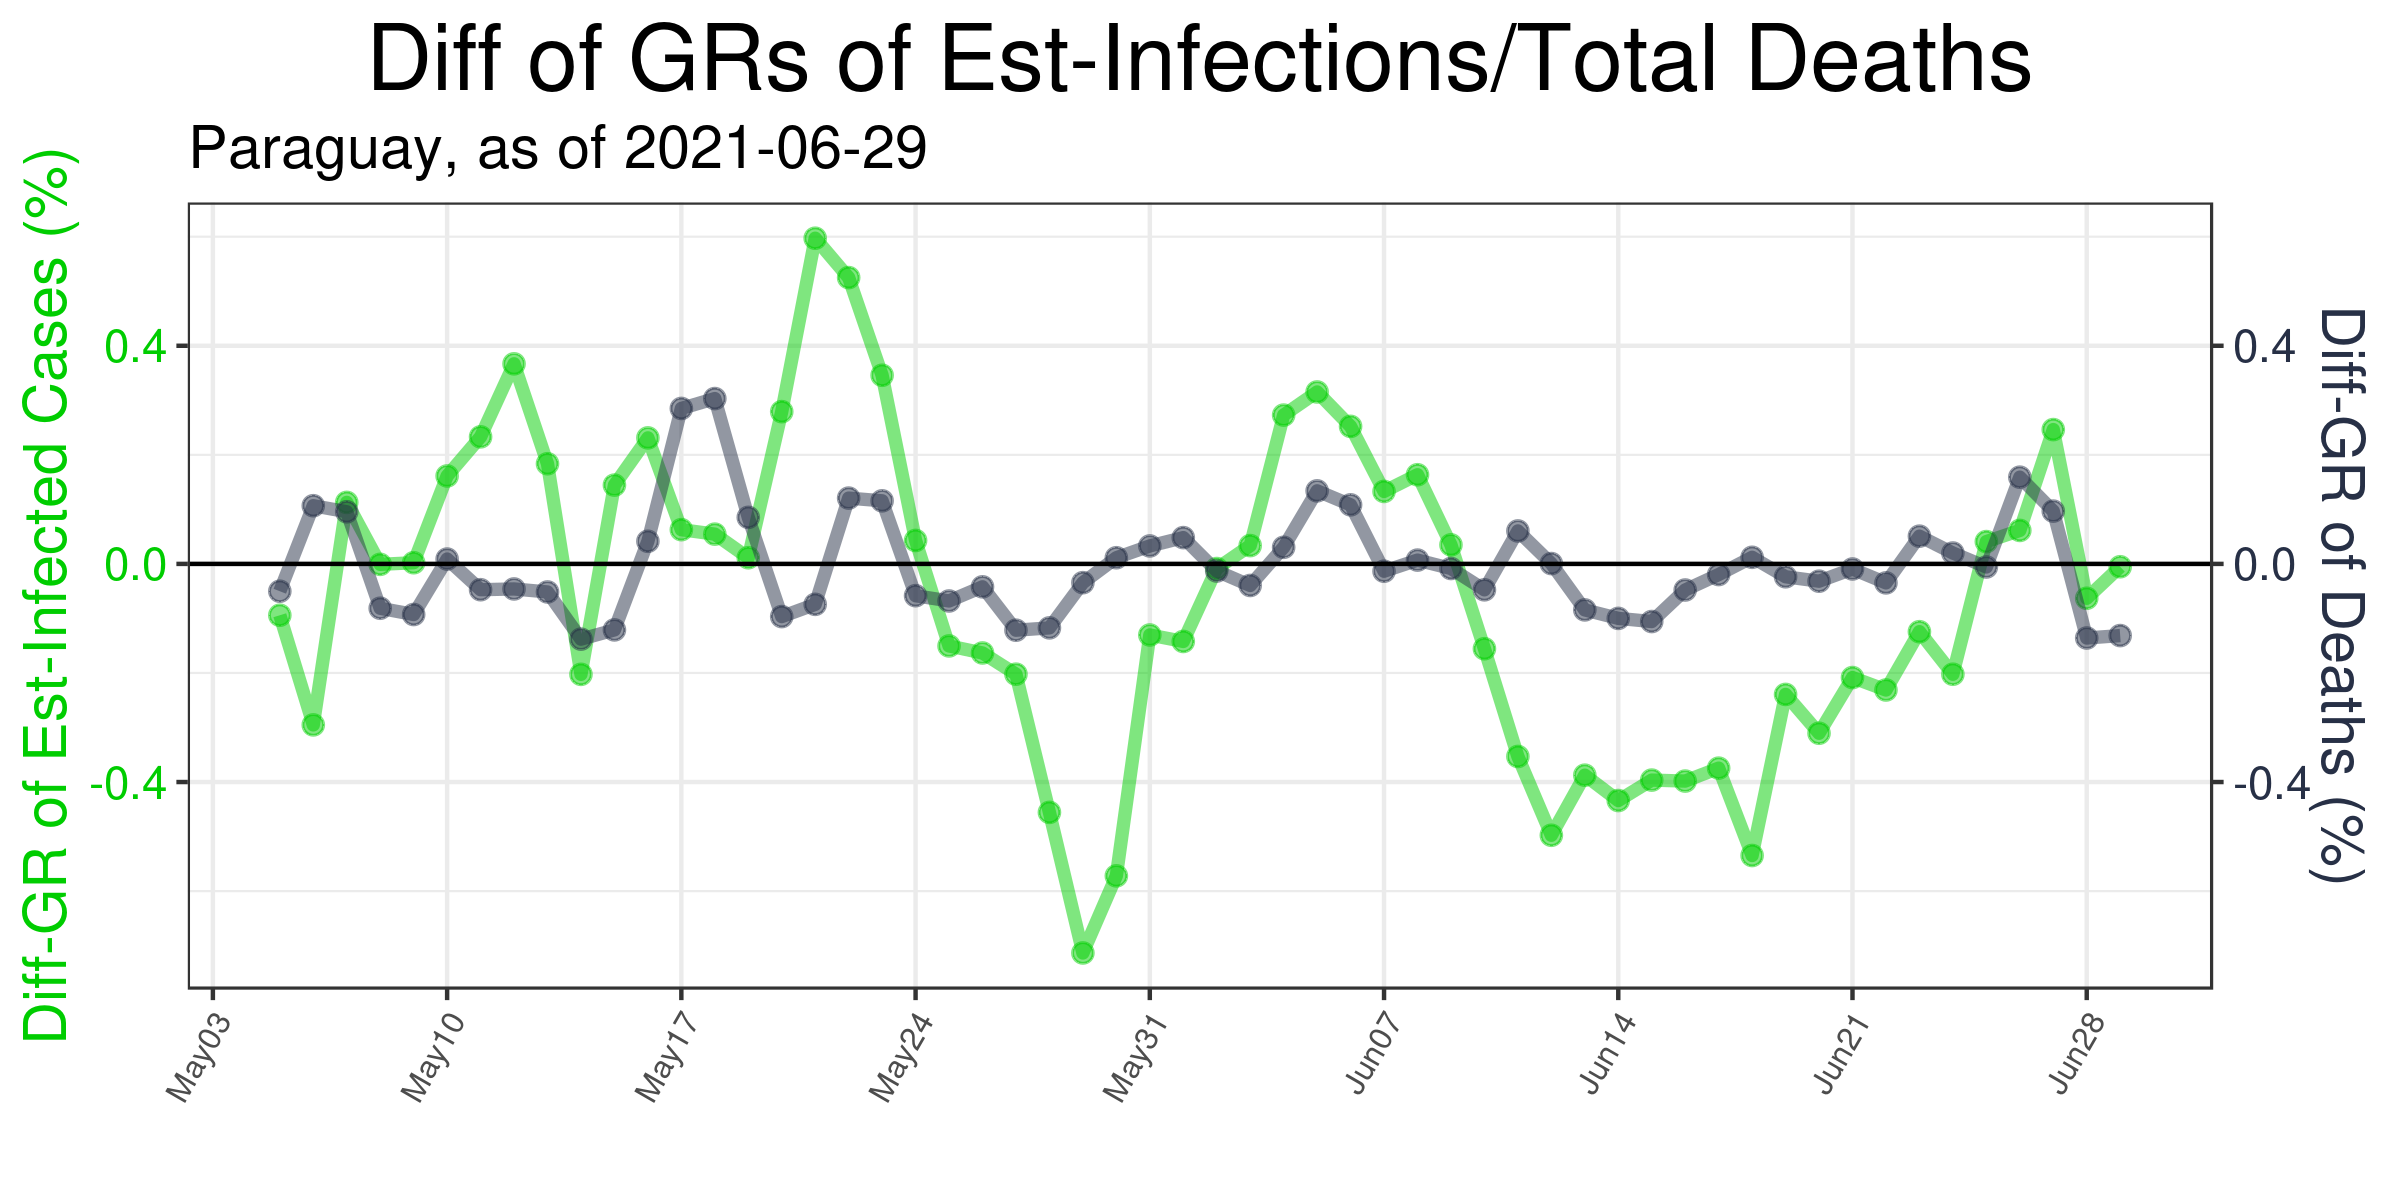 Diff of GRs of Est-Infections/Total Deaths
Paraguay, as of 2021-06-29
Diff-GR of Est-Infected Cases (%)
0.4
0.0
-0.4
0.4
0.0
-0.4
Diff-GR of Deaths (%)
May03
May10
May17
May24
May31
Jun07
Jun14
Jun21
Jun28